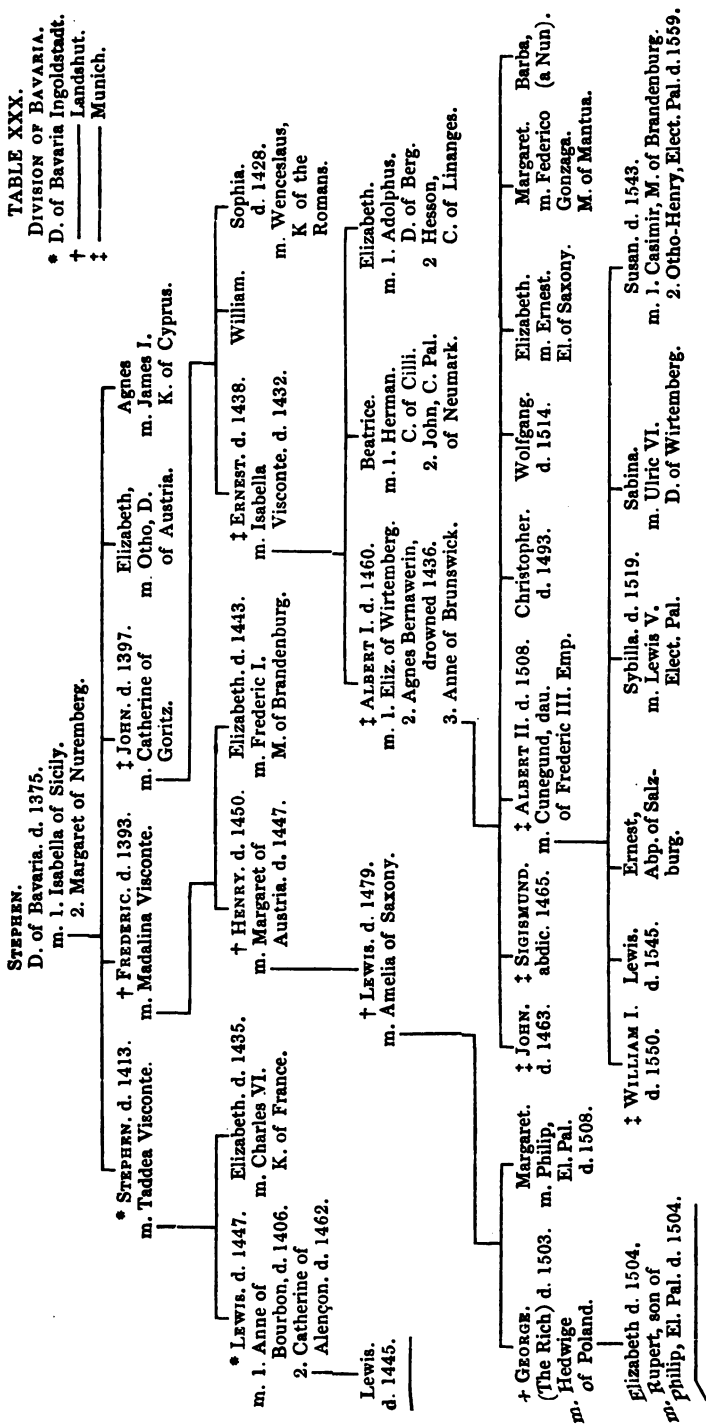 TABLE XXX.
DIVISION OF BAVARIA.
* D. of Bavaria Ingoldstadt.
† ——— Landshut.
‡ ——— Munich.
STEPHEN.
D. of Bavaria. d. 1375.
m. 1. Isabella of Sicily.
2. Margaret of Nuremberg.
* STEPHEN. d. 1413.
m. Taddea Visconte.
† FREDERIC. d. 1393.
m. Madalina Visconte.
‡ JOHN. d. 1397.
m. Catherine of
Goritz.
Elizabeth,
m. Otho, D.
of Austria.
Agnes
m. James I.
K. of Cyprus.
* LEWIS. d. 1447.
m. 1. Anne of
Bourbon, d. 1406.
2. Catherine of
Alençon. d. 1462.
Elizabeth. d. 1435.
m. Charles VI.
K. of France.
† HENRY. d. 1450.
m. Margaret of
Austria. d. 1447.
Elizabeth. d. 1443.
m. Frederic I.
M. of Brandenburg.
‡ ERNEST. d. 1438.
m. Isabella
Visconte. d. 1432.
William.
Sophia.
d. 1428.
m. Wenceslaus,
K of the
Romans.
Lewis.
d. 1445.
† LEWIS. d. 1479.
m. Amelia of Saxony.
‡ ALBERT I. d. 1460.
m. 1. Eliz. of Wirtemberg.
2. Agnes Bernawerin,
drowned 1436.
3. Anne of Brunswick.
Beatrice.
m. 1. Herman.
C. of Cilli.
2. John, C. Pal.
of Neumark.
Elizabeth.
m. 1. Adolphus.
D. of Berg.
2 Hesson,
C. of Linanges.
+ GEORGE.
(The Rich) d. 1503.
m. Hedwige
of Poland.
Margaret.
m. Philip,
El. Pal.
d. 1508.
‡ JOHN.
d. 1463.
‡ SIGISMUND.
abdic. 1465.
‡ ALBERT II. d. 1508.
m. Cunegund, dau.
of Frederic III. Emp.
Christopher.
d. 1493.
Wolfgang.
d. 1514.
Elizabeth.
m. Ernest.
El. of Saxony.
Margaret.
m. Federico
Gonzaga.
M. of Mantua.
Barba,
(a Nun).
Elizabeth d. 1504.
m. Rupert, son of
Philip, El. Pal. d. 1504.
‡ WILLIAM I.
d. 1550.
Lewis.
d. 1545.
Ernest,
Abp. of Salz-
burg.
Sybilla. d. 1519.
m. Lewis V.
Elect. Pal.
Sabina.
m. Ulric VI.
D. of Wirtemberg.
Susan. d. 1543.
m. 1. Casimir, M. of Brandenburg.
2. Otho-Henry, Elect. Pal. d. 1559.